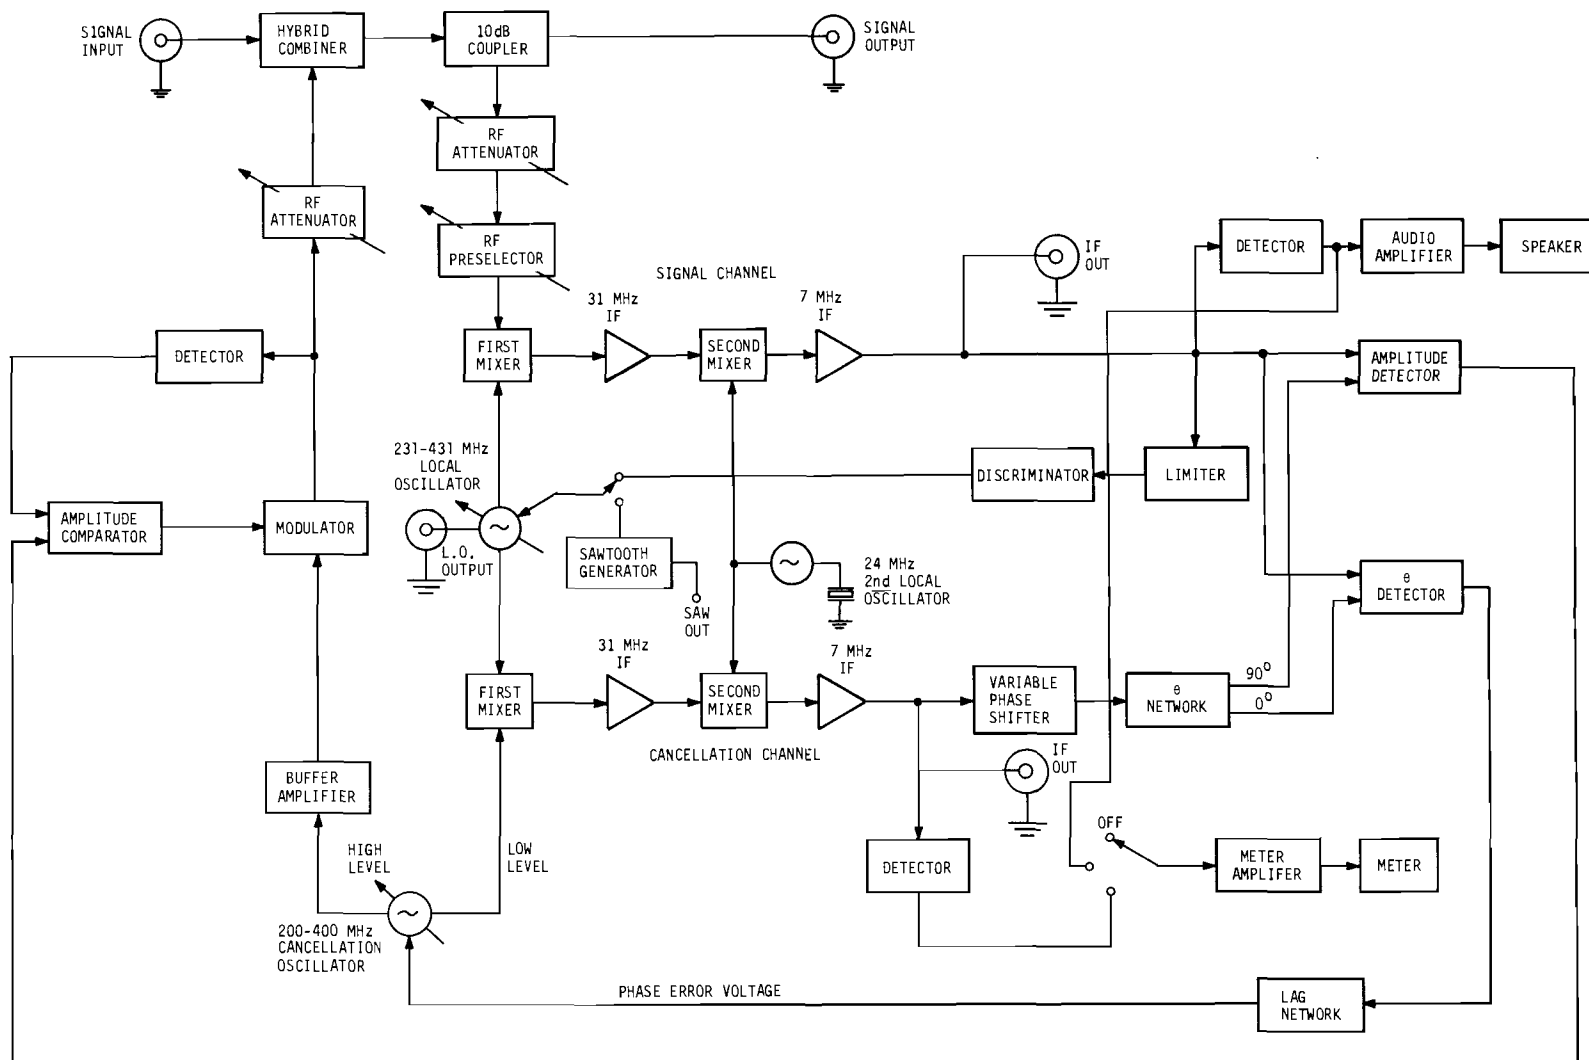 SIGNAL
INPUT
HYBRID
COMBINER
10dB
COUPLER
SIGNAL
OUTPUT
RF
ATTENUATOR
RF
ATTENUATOR
RF
PRESELECTOR
SIGNAL CHANNEL
IF
OUT
DETECTOR
AUDIO
AMPLIFIER
SPEAKER
31 MHz
IF
7 MHz
IF
DETECTOR
FIRST
MIXER
SECOND
MIXER
AMPLITUDE
DETECTOR
231-431 MHz
LOCAL
OSCILLATOR
DISCRIMINATOR
LIMITER
AMPLITUDE
COMPARATOR
MODULATOR
L.O.
OUTPUT
SAWTOOTH
GENERATOR
SAW
OUT
24 MHz
2nd LOCAL
OSCILLATOR
θ
DETECTOR
31 MHz
IF
7 MHz
IF
FIRST
MIXER
SECOND
MIXER
VARIABLE
PHASE
SHIFTER
θ
NETWORK
90°
0°
CANCELLATION CHANNEL
IF
OUT
BUFFER
AMPLIFIER
HIGH
LEVEL
LOW
LEVEL
OFF
DETECTOR
METER
AMPLIFER
METER
200-400 MHz
CANCELLATION
OSCILLATOR
PHASE ERROR VOLTAGE
LAG
NETWORK